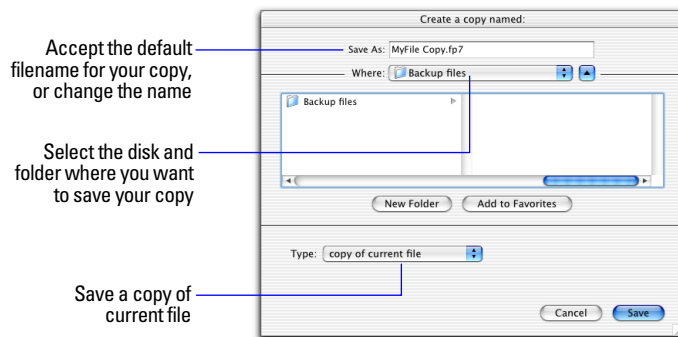 Create a copy named:
Accept the default
filename for your copy,
or change the name
Save As: MyFile Copy.fp7
Where: Backup files
Backup files
Select the disk and
folder where you want
to save your copy
New Folder
Add to Favorites
Type: copy of current file
Save a copy of
current file
Cancel
Save